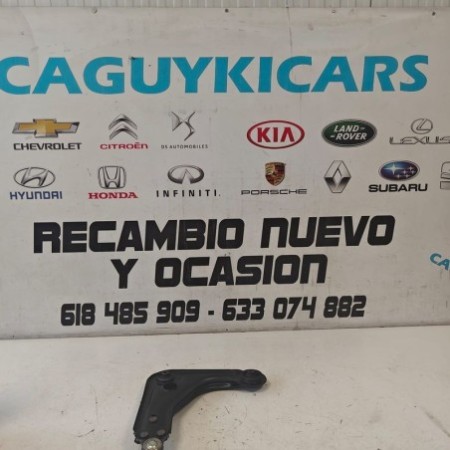 CAGUYKICARS
CHEVROLET CITROËN DS AUTOMOBILES KIA LAND-ROVER LEXUS
HYUNDAI HONDA INFINITI PORSCHE SUBARU
RECAMBIO NUEVO
Y OCASION
618 485 909 - 633 074 882
CA